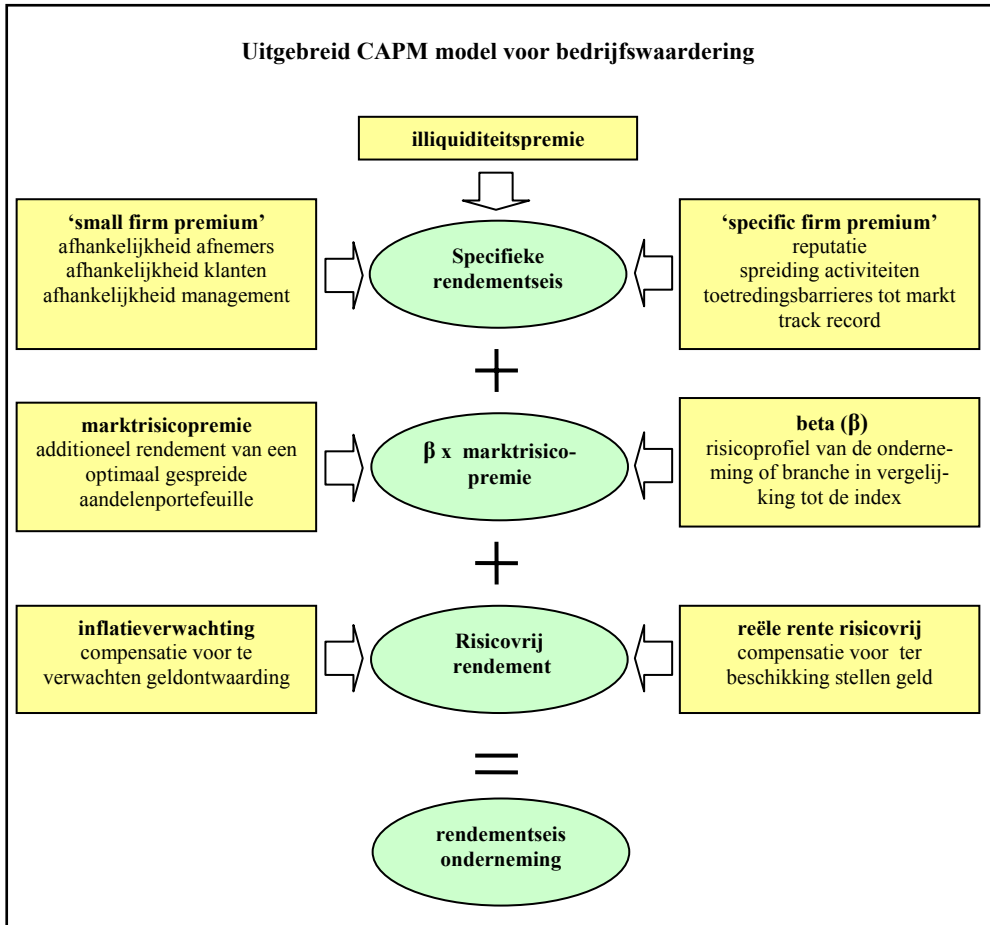 Uitgebreid CAPM model voor bedrijfswaardering
illiquiditeitspremie
‘small firm premium’
afhankelijkheid afnemers
afhankelijkheid klanten
afhankelijkheid management
Specifieke
rendementseis
‘specific firm premium’
reputatie
spreiding activiteiten
toetredingsbarrieres tot markt
track record
+
marktrisicopremie
additioneel rendement van een
optimaal gespreide
aandelenportefeuille
β x marktrisico-
premie
beta (β)
risicoprofiel van de onderne-
ming of branche in vergelij-
king tot de index
+
inflatieverwachting
compensatie voor te
verwachten geldontwaarding
Risicovrij
rendement
reële rente risicovrij
compensatie voor ter
beschikking stellen geld
=
rendementseis
onderneming